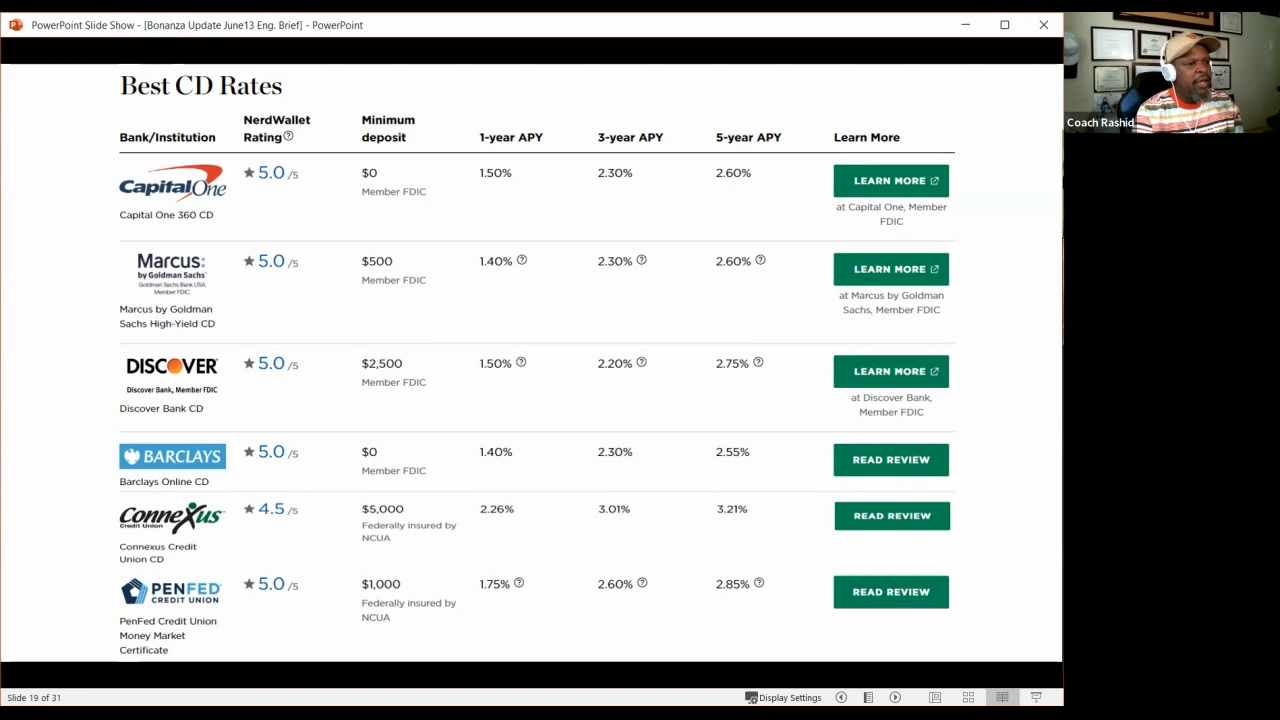 PowerPoint Slide Show - [Bonanza Update June13 Eng. Brief] - PowerPoint
Coach Rashid
Best CD Rates
Bank/Institution
NerdWallet
Rating
Minimum
deposit
1-year APY
3-year APY
5-year APY
Learn More
Capital One
Capital One 360 CD
5.0 /5
$0
Member FDIC
1.50%
2.30%
2.60%
LEARN MORE
at Capital One, Member
FDIC
Marcus:
by Goldman Sachs
Goldman Sachs Bank USA
Member FDIC
Marcus by Goldman
Sachs High-Yield CD
5.0 /5
$500
Member FDIC
1.40%
2.30%
2.60%
LEARN MORE
at Marcus by Goldman
Sachs, Member FDIC
DISCOVER
Discover Bank, Member FDIC
Discover Bank CD
5.0 /5
$2,500
Member FDIC
1.50%
2.20%
2.75%
LEARN MORE
at Discover Bank,
Member FDIC
BARCLAYS
Barclays Online CD
5.0 /5
$0
Member FDIC
1.40%
2.30%
2.55%
READ REVIEW
Connexus
Credit Union
Connexus Credit
Union CD
4.5 /5
$5,000
Federally insured by
NCUA
2.26%
3.01%
3.21%
READ REVIEW
PENFED
CREDIT UNION
PenFed Credit Union
Money Market
Certificate
5.0 /5
$1,000
Federally insured by
NCUA
1.75%
2.60%
2.85%
READ REVIEW
Slide 19 of 31
Display Settings